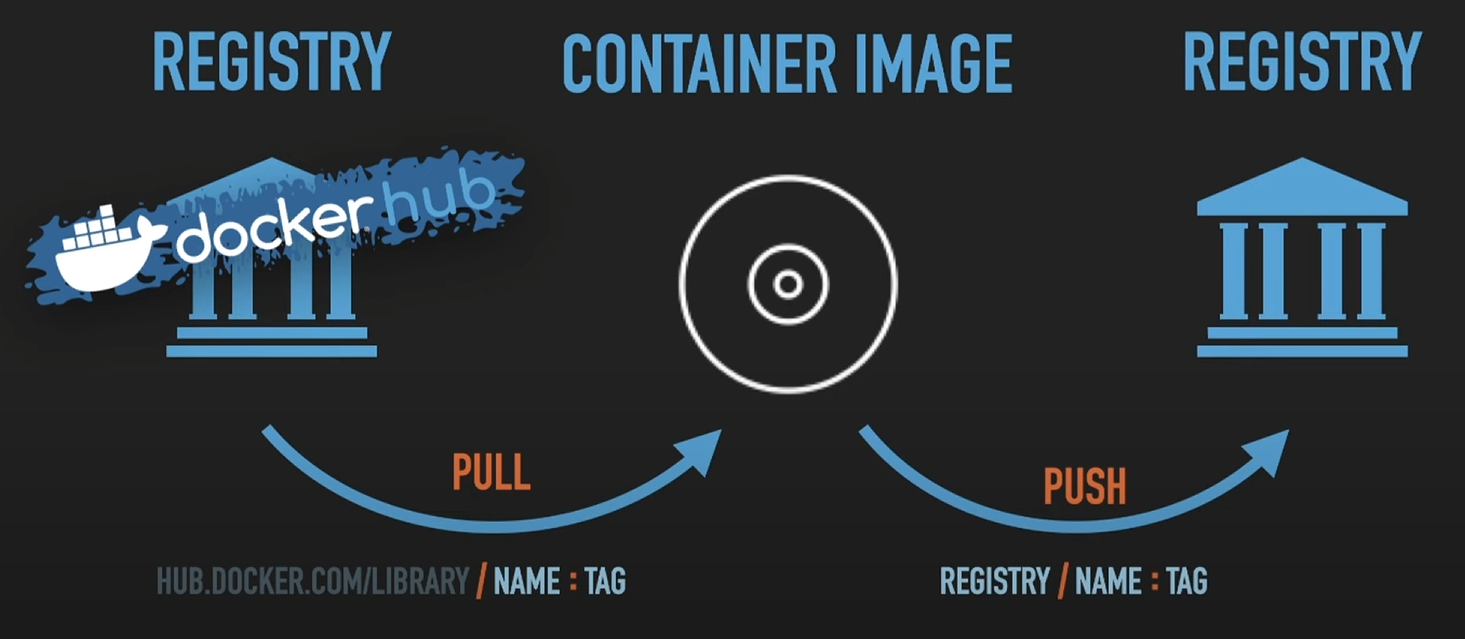 REGISTRY
CONTAINER IMAGE
REGISTRY
docker hub
PULL
PUSH
HUB.DOCKER.COM/LIBRARY / NAME : TAG
REGISTRY / NAME : TAG